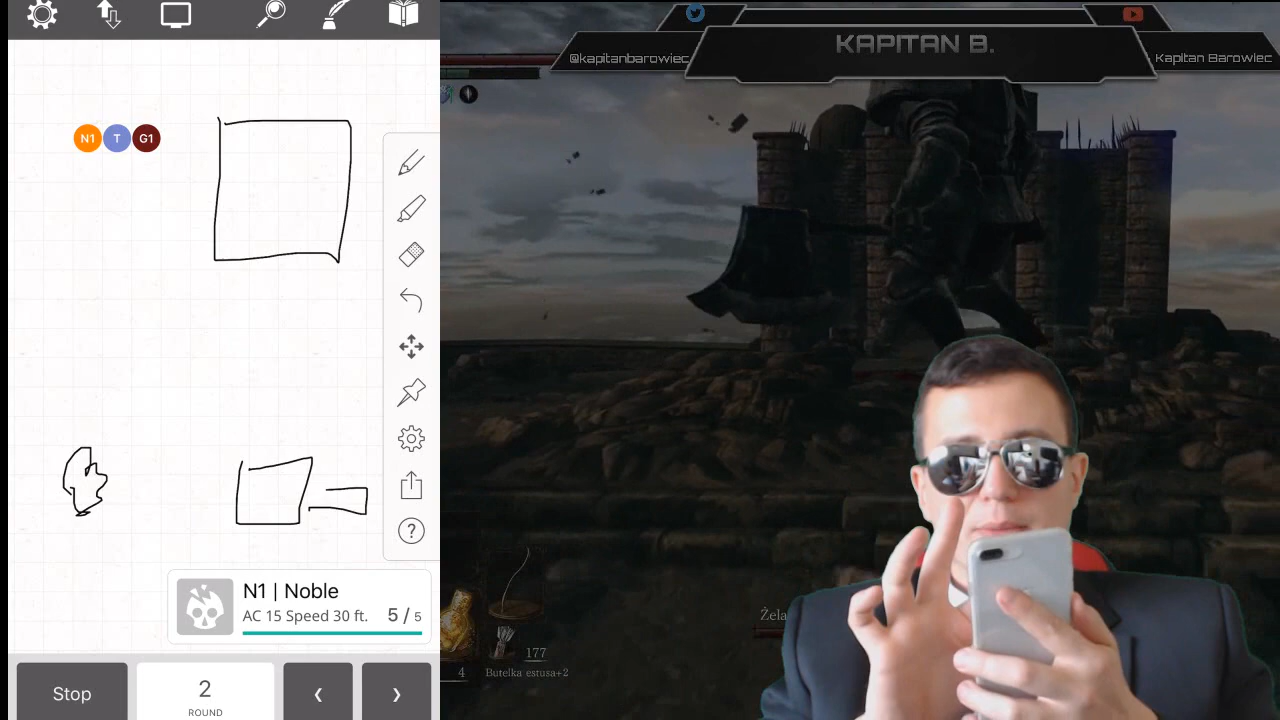 KAPITAN B.
@kapitanbarowiec
Kapitan Barowiec
N1 T G1
?
N1 | Noble
AC 15 Speed 30 ft. 5 / 5
Stop
2
ROUND
‹
›
Żela
177
4
Butelka estusa+2